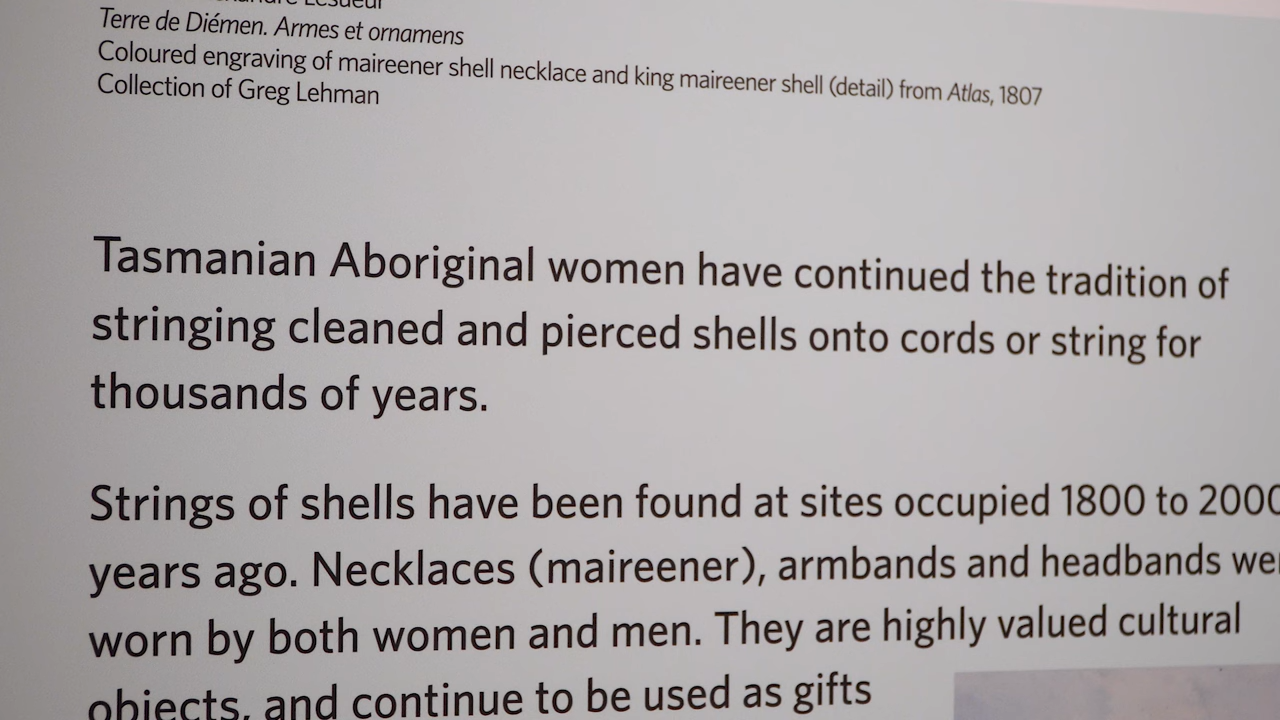 Lesueur
Terre de Diémen. Armes et ornamens
Coloured engraving of maireener shell necklace and king maireener shell (detail) from Atlas, 1807
Collection of Greg Lehman
Tasmanian Aboriginal women have continued the tradition of
stringing cleaned and pierced shells onto cords or string for
thousands of years.
Strings of shells have been found at sites occupied 1800 to 2000
years ago. Necklaces (maireener), armbands and headbands
worn by both women and men. They are highly valued cultural
objects, and continue to be used as gifts